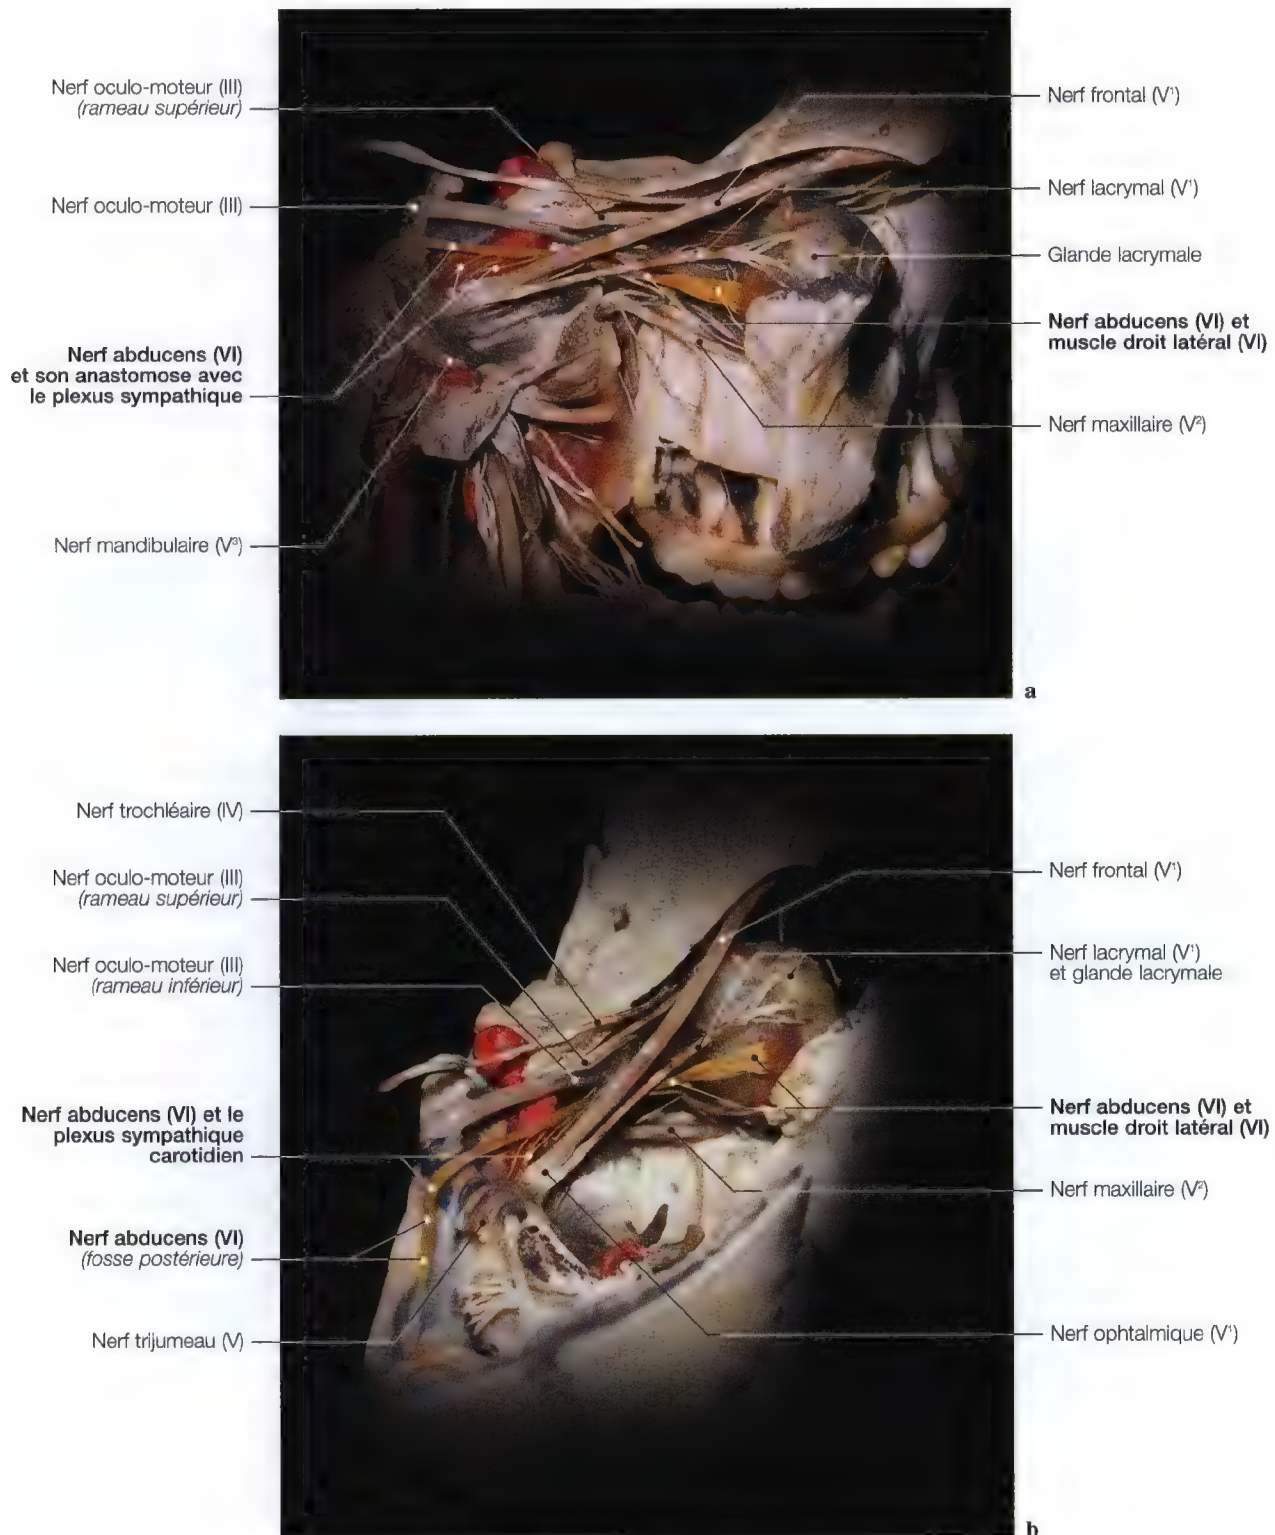 Nerf oculo-moteur (III)
(rameau supérieur)
Nerf oculo-moteur (III)
Nerf abducens (VI)
et son anastomose avec
le plexus sympathique
Nerf mandibulaire (V³)
Nerf frontal (V¹)
Nerf lacrymal (V¹)
Glande lacrymale
Nerf abducens (VI) et
muscle droit latéral (VI)
Nerf maxillaire (V²)
a
Nerf trochléaire (IV)
Nerf oculo-moteur (III)
(rameau supérieur)
Nerf oculo-moteur (III)
(rameau inférieur)
Nerf abducens (VI) et le
plexus sympathique
carotidien
Nerf abducens (VI)
(fosse postérieure)
Nerf trijumeau (V)
Nerf frontal (V¹)
Nerf lacrymal (V¹)
et glande lacrymale
Nerf abducens (VI) et
muscle droit latéral (VI)
Nerf maxillaire (V²)
Nerf ophtalmique (V¹)
b